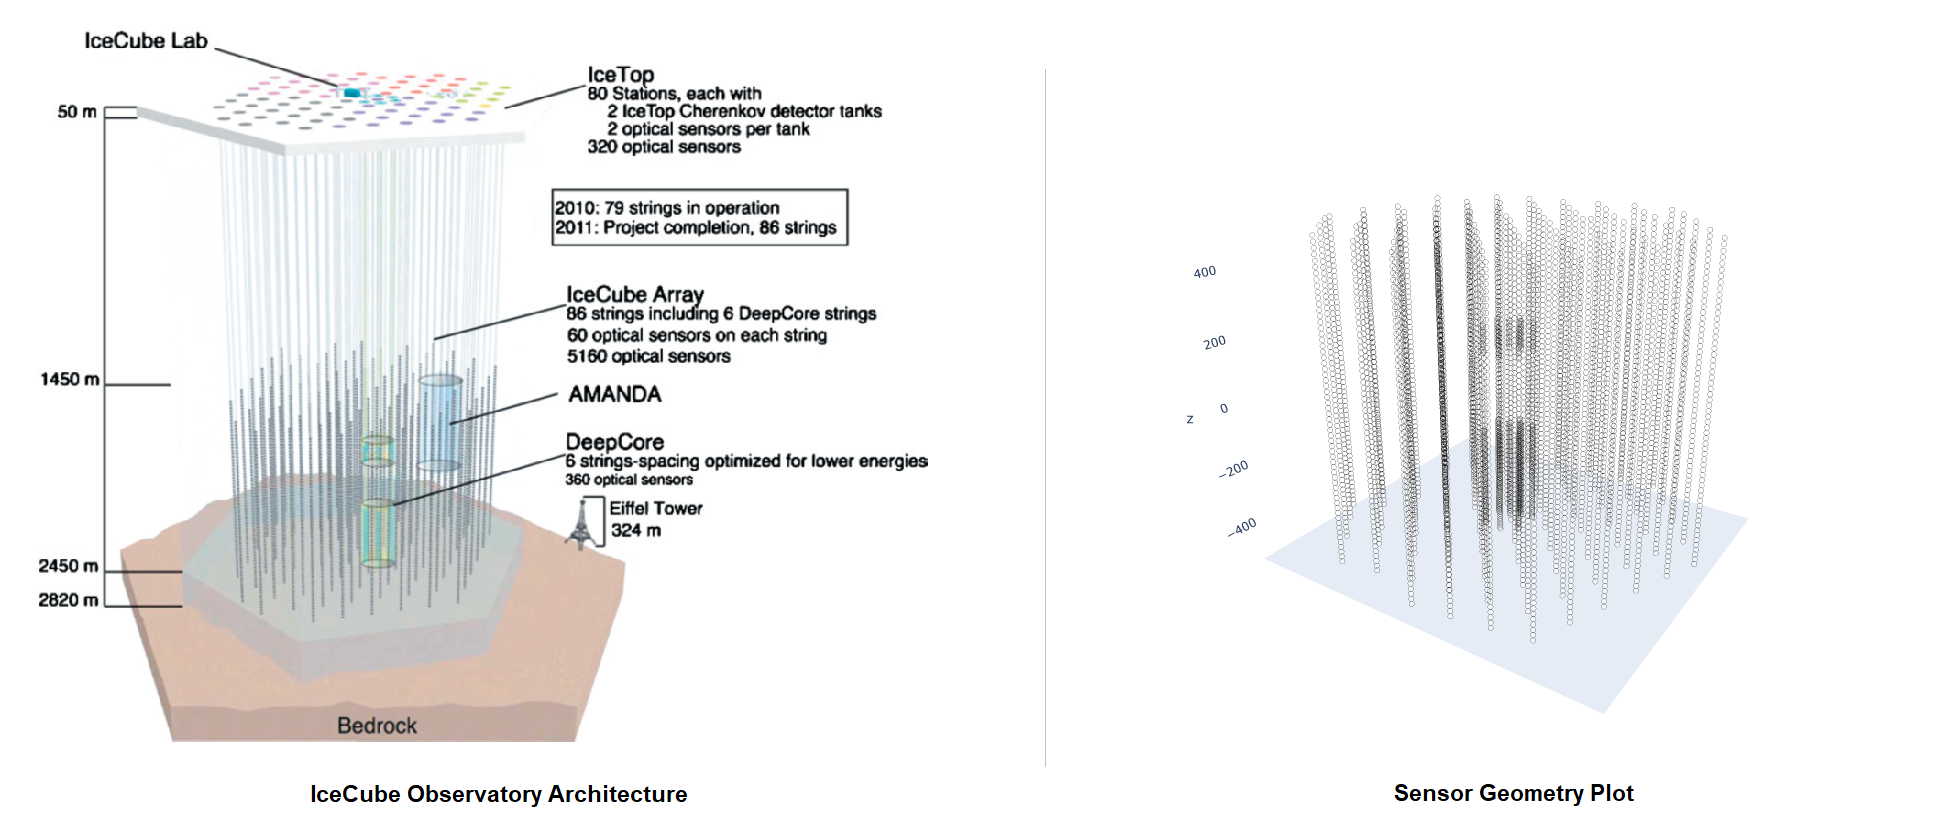 IceCube Lab
50 m
1450 m
2450 m
2820 m
IceTop
80 Stations, each with
2 IceTop Cherenkov detector tanks
2 optical sensors per tank
320 optical sensors
2010: 79 strings in operation
2011: Project completion, 86 strings
IceCube Array
86 strings including 6 DeepCore strings
60 optical sensors on each string
5160 optical sensors
AMANDA
DeepCore
6 strings-spacing optimized for lower energies
360 optical sensors
Eiffel Tower
324 m
Bedrock
IceCube Observatory Architecture
400
200
0
z
−200
−400
Sensor Geometry Plot